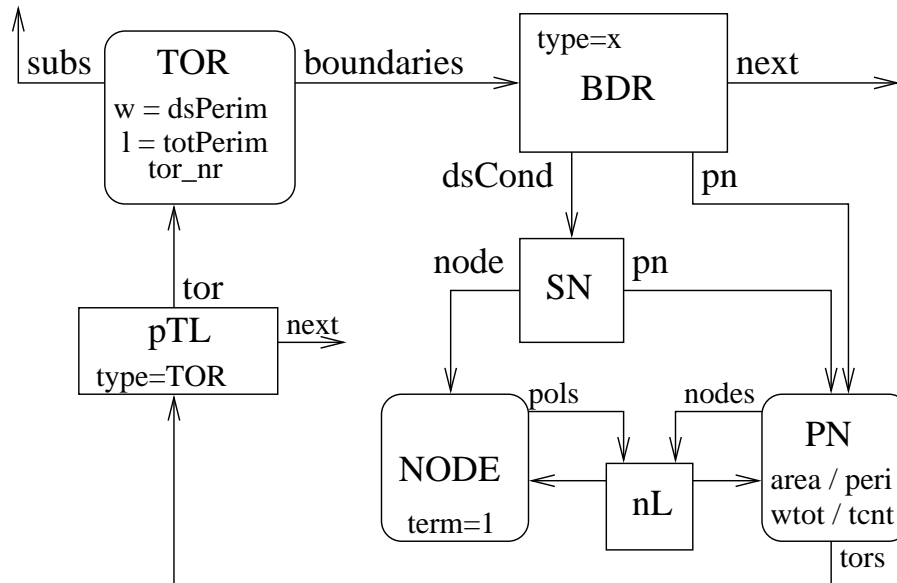 subs
TOR
w = dsPerim
l = totPerim
tor_nr
boundaries
type=x
BDR
next
dsCond
pn
node
SN
pn
tor
pTL
type=TOR
next
pols
nodes
NODE
term=1
nL
PN
area / peri
wtot / tcnt
tors